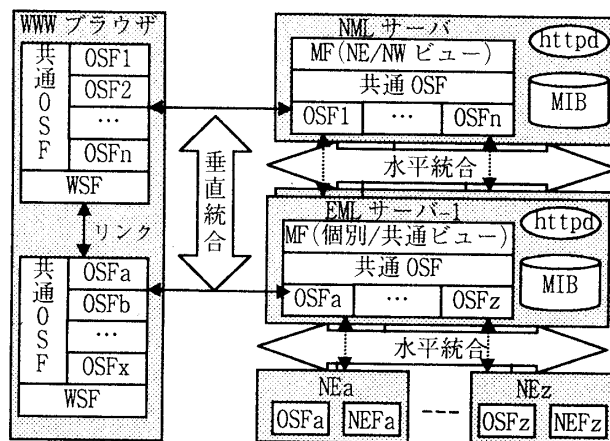 WWW ブラウザ
共通OSF
OSF1
OSF2
…
OSFn
WSF
リンク
共通OSF
OSFa
OSFb
…
OSFx
WSF
垂直統合
NML サーバ
MF(NE/NW ビュー)
共通 OSF
OSF1
…
OSFn
httpd
MIB
水平統合
EML サーバ-1
MF(個別/共通ビュー)
共通 OSF
OSFa
…
OSFz
httpd
MIB
水平統合
NEa
OSFa
NEFa
NEz
OSFz
NEFz